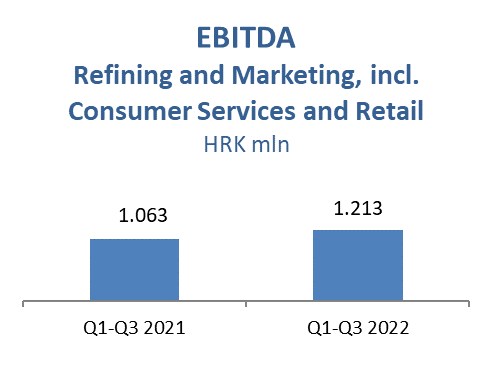 EBITDA
Refining and Marketing, incl.
Consumer Services and Retail
HRK mln
1.063
1.213
Q1-Q3 2021
Q1-Q3 2022